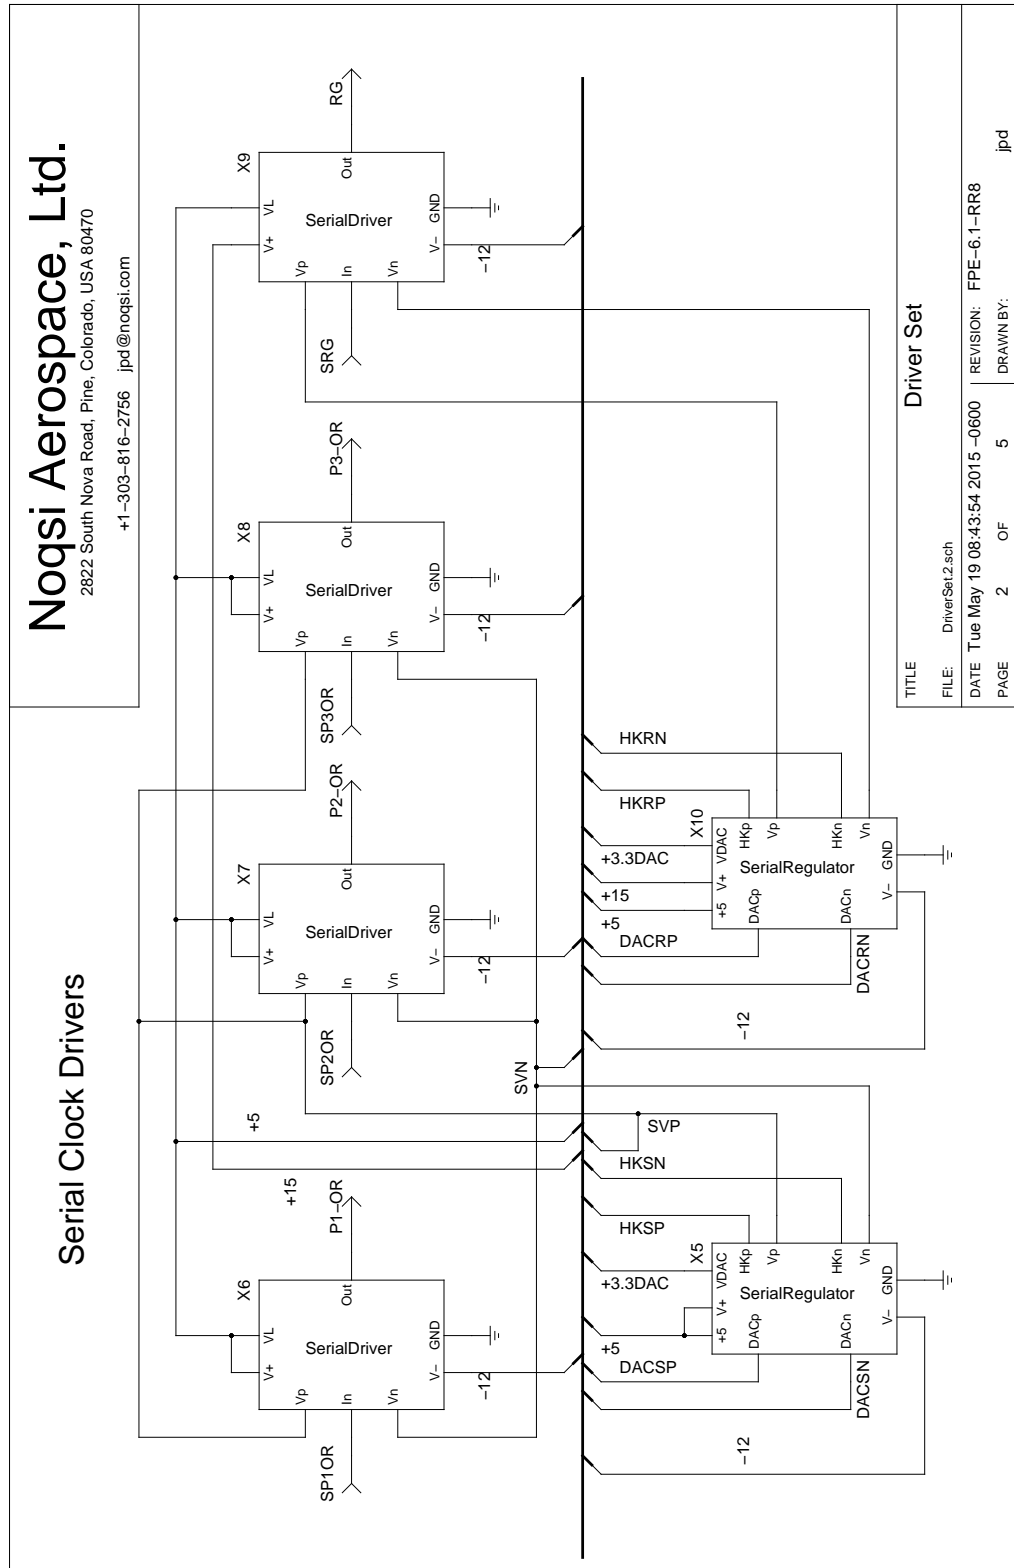 Noqsi Aerospace, Ltd.
2822 South Nova Road, Pine, Colorado, USA 80470
+1−303−816−2756 jpd@noqsi.com
Serial Clock Drivers
X6
V+
VL
Vp
In
Vn
SerialDriver
Out
V−
GND
SP1OR
P1−OR
−12
+15
+5
X7
V+
VL
Vp
In
Vn
SerialDriver
Out
V−
GND
SP2OR
P2−OR
−12
X8
V+
VL
Vp
In
Vn
SerialDriver
Out
V−
GND
SP3OR
P3−OR
−12
X9
V+
VL
Vp
In
Vn
SerialDriver
Out
V−
GND
SRG
RG
−12
SVN
SVP
−12
DACSN
DACSP
+5
+3.3DAC
HKSP
HKSN
X5
+5
V+
VDAC
DACp
DACn
SerialRegulator
HKp
Vp
HKn
Vn
V−
GND
−12
DACRN
DACRP
+5
+15
+3.3DAC
HKRP
HKRN
X10
+5
V+
VDAC
DACp
DACn
SerialRegulator
HKp
Vp
HKn
Vn
V−
GND
TITLE
Driver Set
FILE: DriverSet.2.sch
DATE Tue May 19 08:43:54 2015 −0600
REVISION: FPE−6.1−RR8
PAGE 2 OF 5
DRAWN BY: jpd